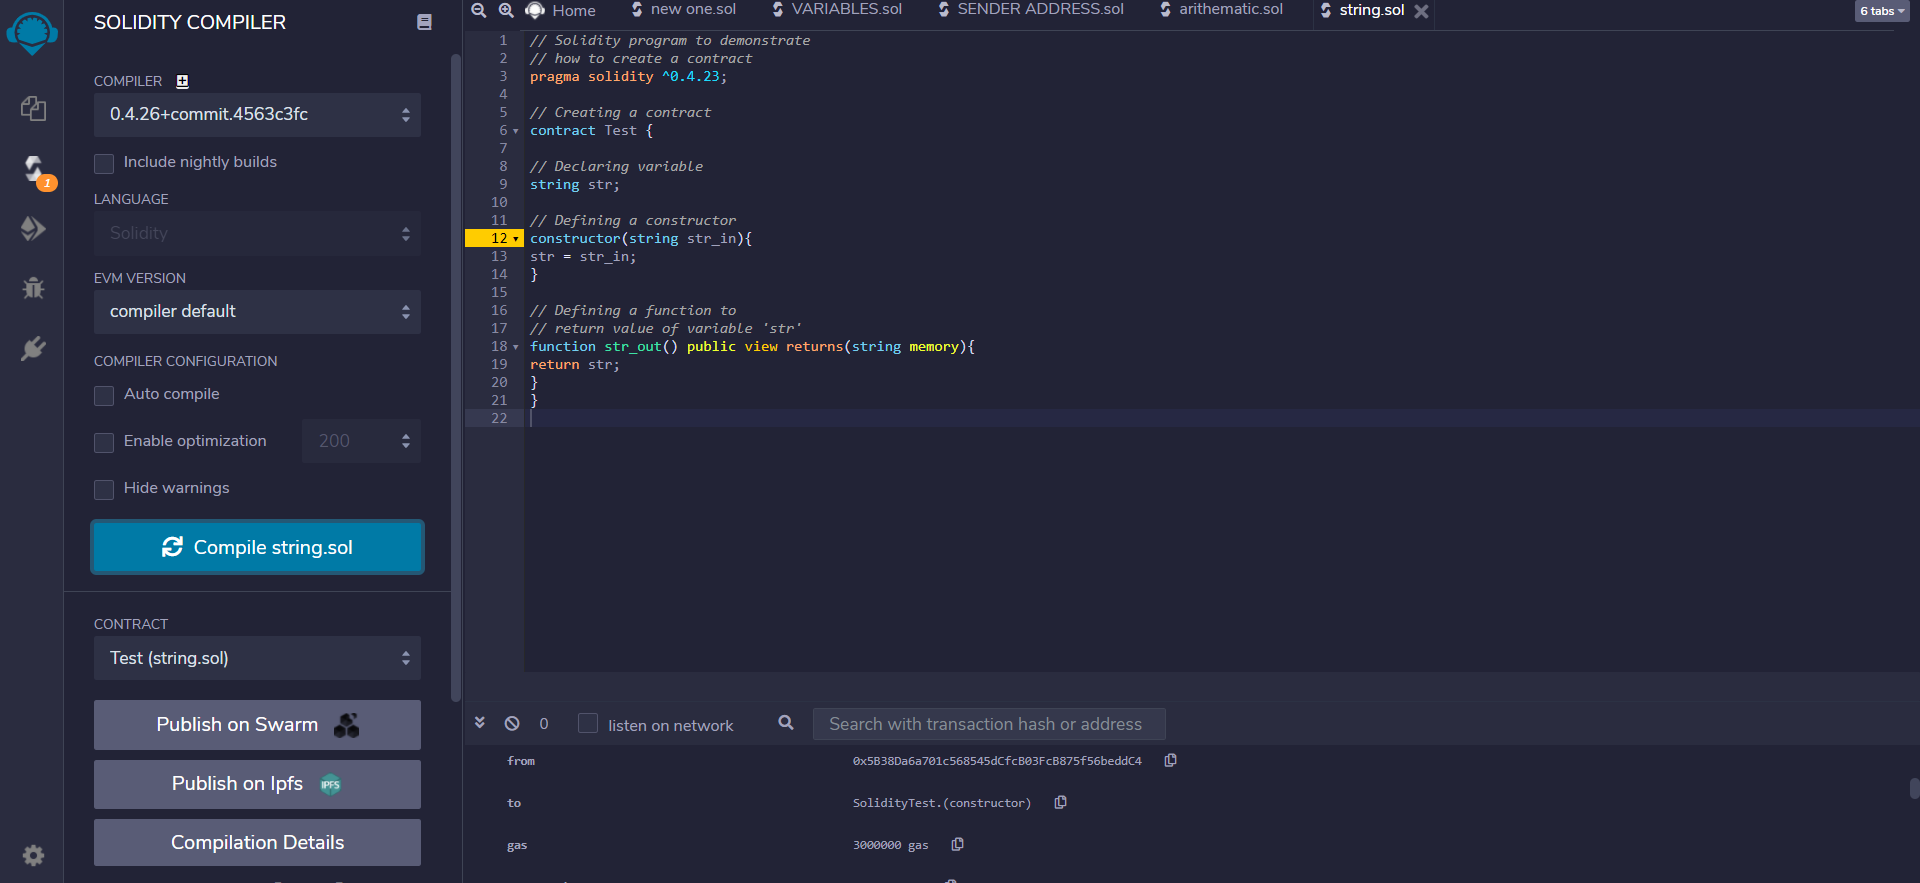 SOLIDITY COMPILER
COMPILER
0.4.26+commit.4563c3fc
Include nightly builds
LANGUAGE
Solidity
EVM VERSION
compiler default
COMPILER CONFIGURATION
Auto compile
Enable optimization 200
Hide warnings
Compile string.sol
CONTRACT
Test (string.sol)
Publish on Swarm
Publish on Ipfs IPFS
Compilation Details
1
Home new one.sol VARIABLES.sol SENDER ADDRESS.sol arithematic.sol string.sol 6 tabs
1 // Solidity program to demonstrate
2 // how to create a contract
3 pragma solidity ^0.4.23;
4
5 // Creating a contract
6 contract Test {
7
8 // Declaring variable
9 string str;
10
11 // Defining a constructor
12 constructor(string str_in){
13 str = str_in;
14 }
15
16 // Defining a function to
17 // return value of variable 'str'
18 function str_out() public view returns(string memory){
19 return str;
20 }
21 }
22
0 listen on network Search with transaction hash or address
from 0x5B38Da6a701c568545dCfcB03FcB875f56beddC4
to SolidityTest.(constructor)
gas 3000000 gas